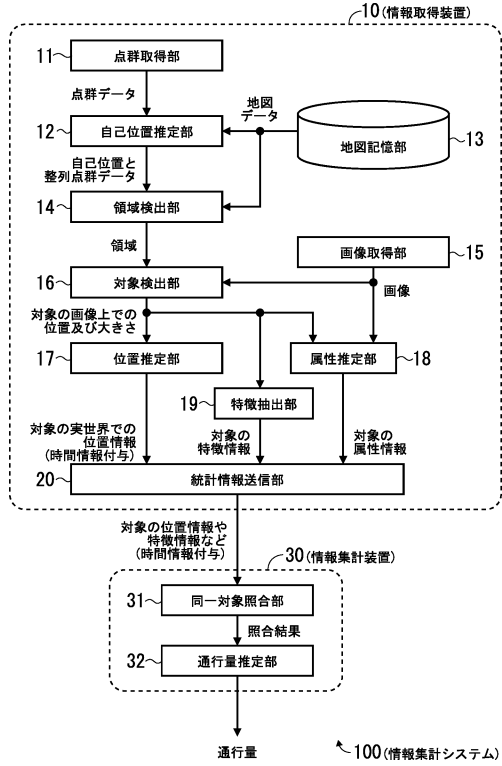 10(情報取得装置)
11
点群取得部
点群データ
地図
データ
12
自己位置推定部
地図記憶部
13
自己位置と
整列点群データ
14
領域検出部
領域
画像取得部
15
16
対象検出部
画像
対象の画像上での
位置及び大きさ
17
位置推定部
属性推定部
18
19
特徴抽出部
対象の実世界での
位置情報
(時間情報付与)
対象の
特徴情報
対象の
属性情報
20
統計情報送信部
対象の位置情報や
特徴情報など
(時間情報付与)
30(情報集計装置)
31
同一対象照合部
照合結果
32
通行量推定部
通行量
100(情報集計システム)